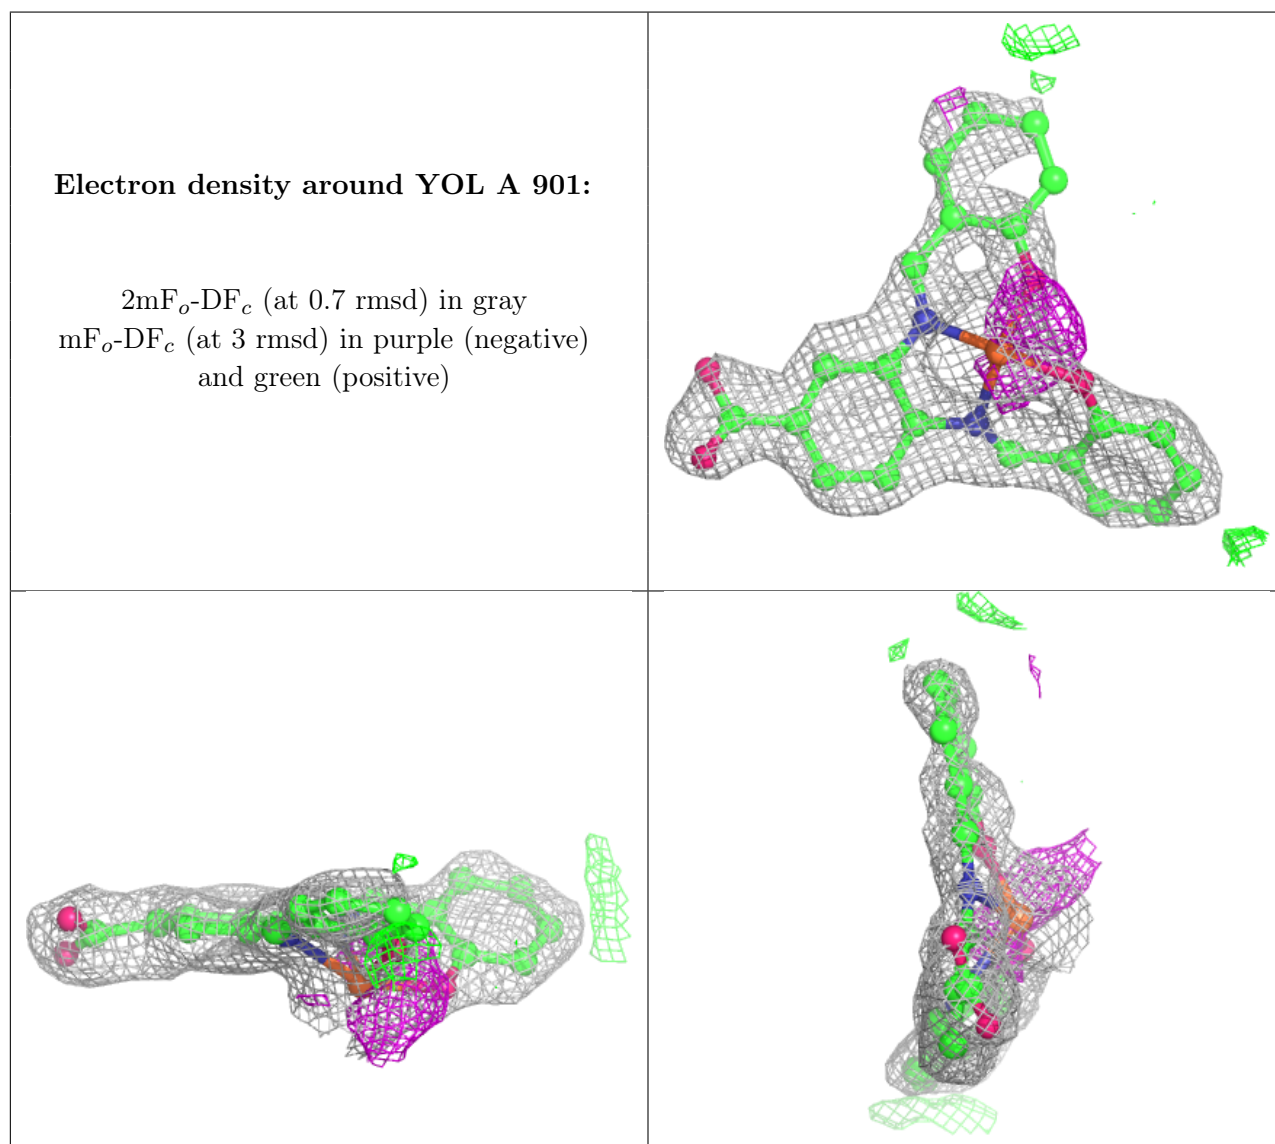 Electron density around YOL A 901:
2mFo-DFc (at 0.7 rmsd) in gray
mFo-DFc (at 3 rmsd) in purple (negative)
and green (positive)